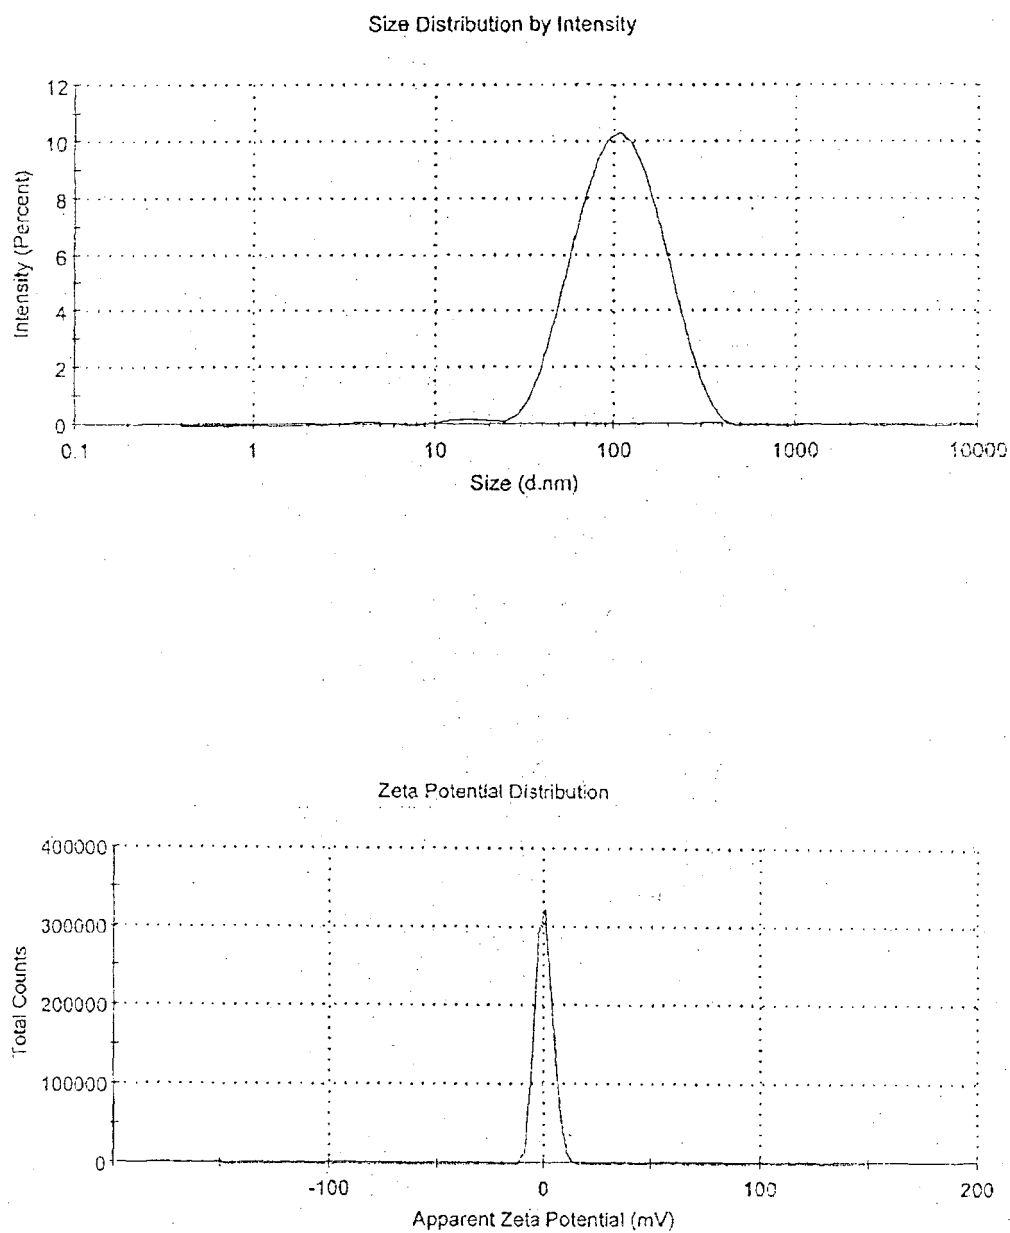 Size Distribution by Intensity
12
10
8
6
4
2
0
Intensity (Percent)
0.1 1 10 100 1000 10000
Size (d.nm)
Zeta Potential Distribution
400000
300000
200000
100000
0
Total Counts
-100 0 100 200
Apparent Zeta Potential (mV)